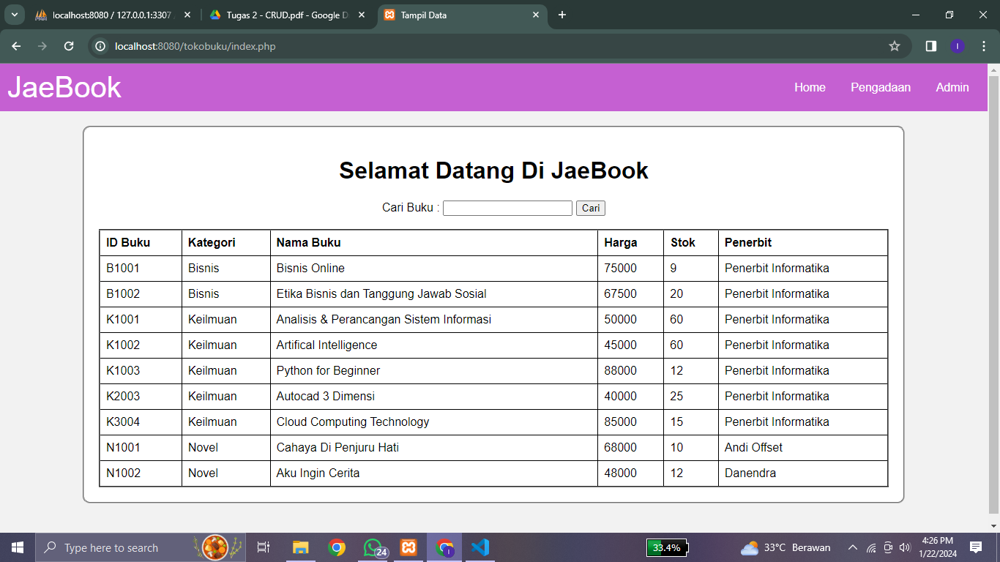 localhost:8080 / 127.0.0.1:3307 Tugas 2 - CRUD.pdf - Google D Tampil Data
localhost:8080/tokobuku/index.php I
JaeBook Home Pengadaan Admin
Selamat Datang Di JaeBook
Cari Buku : Cari
ID Buku Kategori Nama Buku Harga Stok Penerbit
B1001 Bisnis Bisnis Online 75000 9 Penerbit Informatika
B1002 Bisnis Etika Bisnis dan Tanggung Jawab Sosial 67500 20 Penerbit Informatika
K1001 Keilmuan Analisis & Perancangan Sistem Informasi 50000 60 Penerbit Informatika
K1002 Keilmuan Artifical Intelligence 45000 60 Penerbit Informatika
K1003 Keilmuan Python for Beginner 88000 12 Penerbit Informatika
K2003 Keilmuan Autocad 3 Dimensi 40000 25 Penerbit Informatika
K3004 Keilmuan Cloud Computing Technology 85000 15 Penerbit Informatika
N1001 Novel Cahaya Di Penjuru Hati 68000 10 Andi Offset
N1002 Novel Aku Ingin Cerita 48000 12 Danendra
Type here to search 24 I 33.4% 33°C Berawan 4:26 PM
1/22/2024